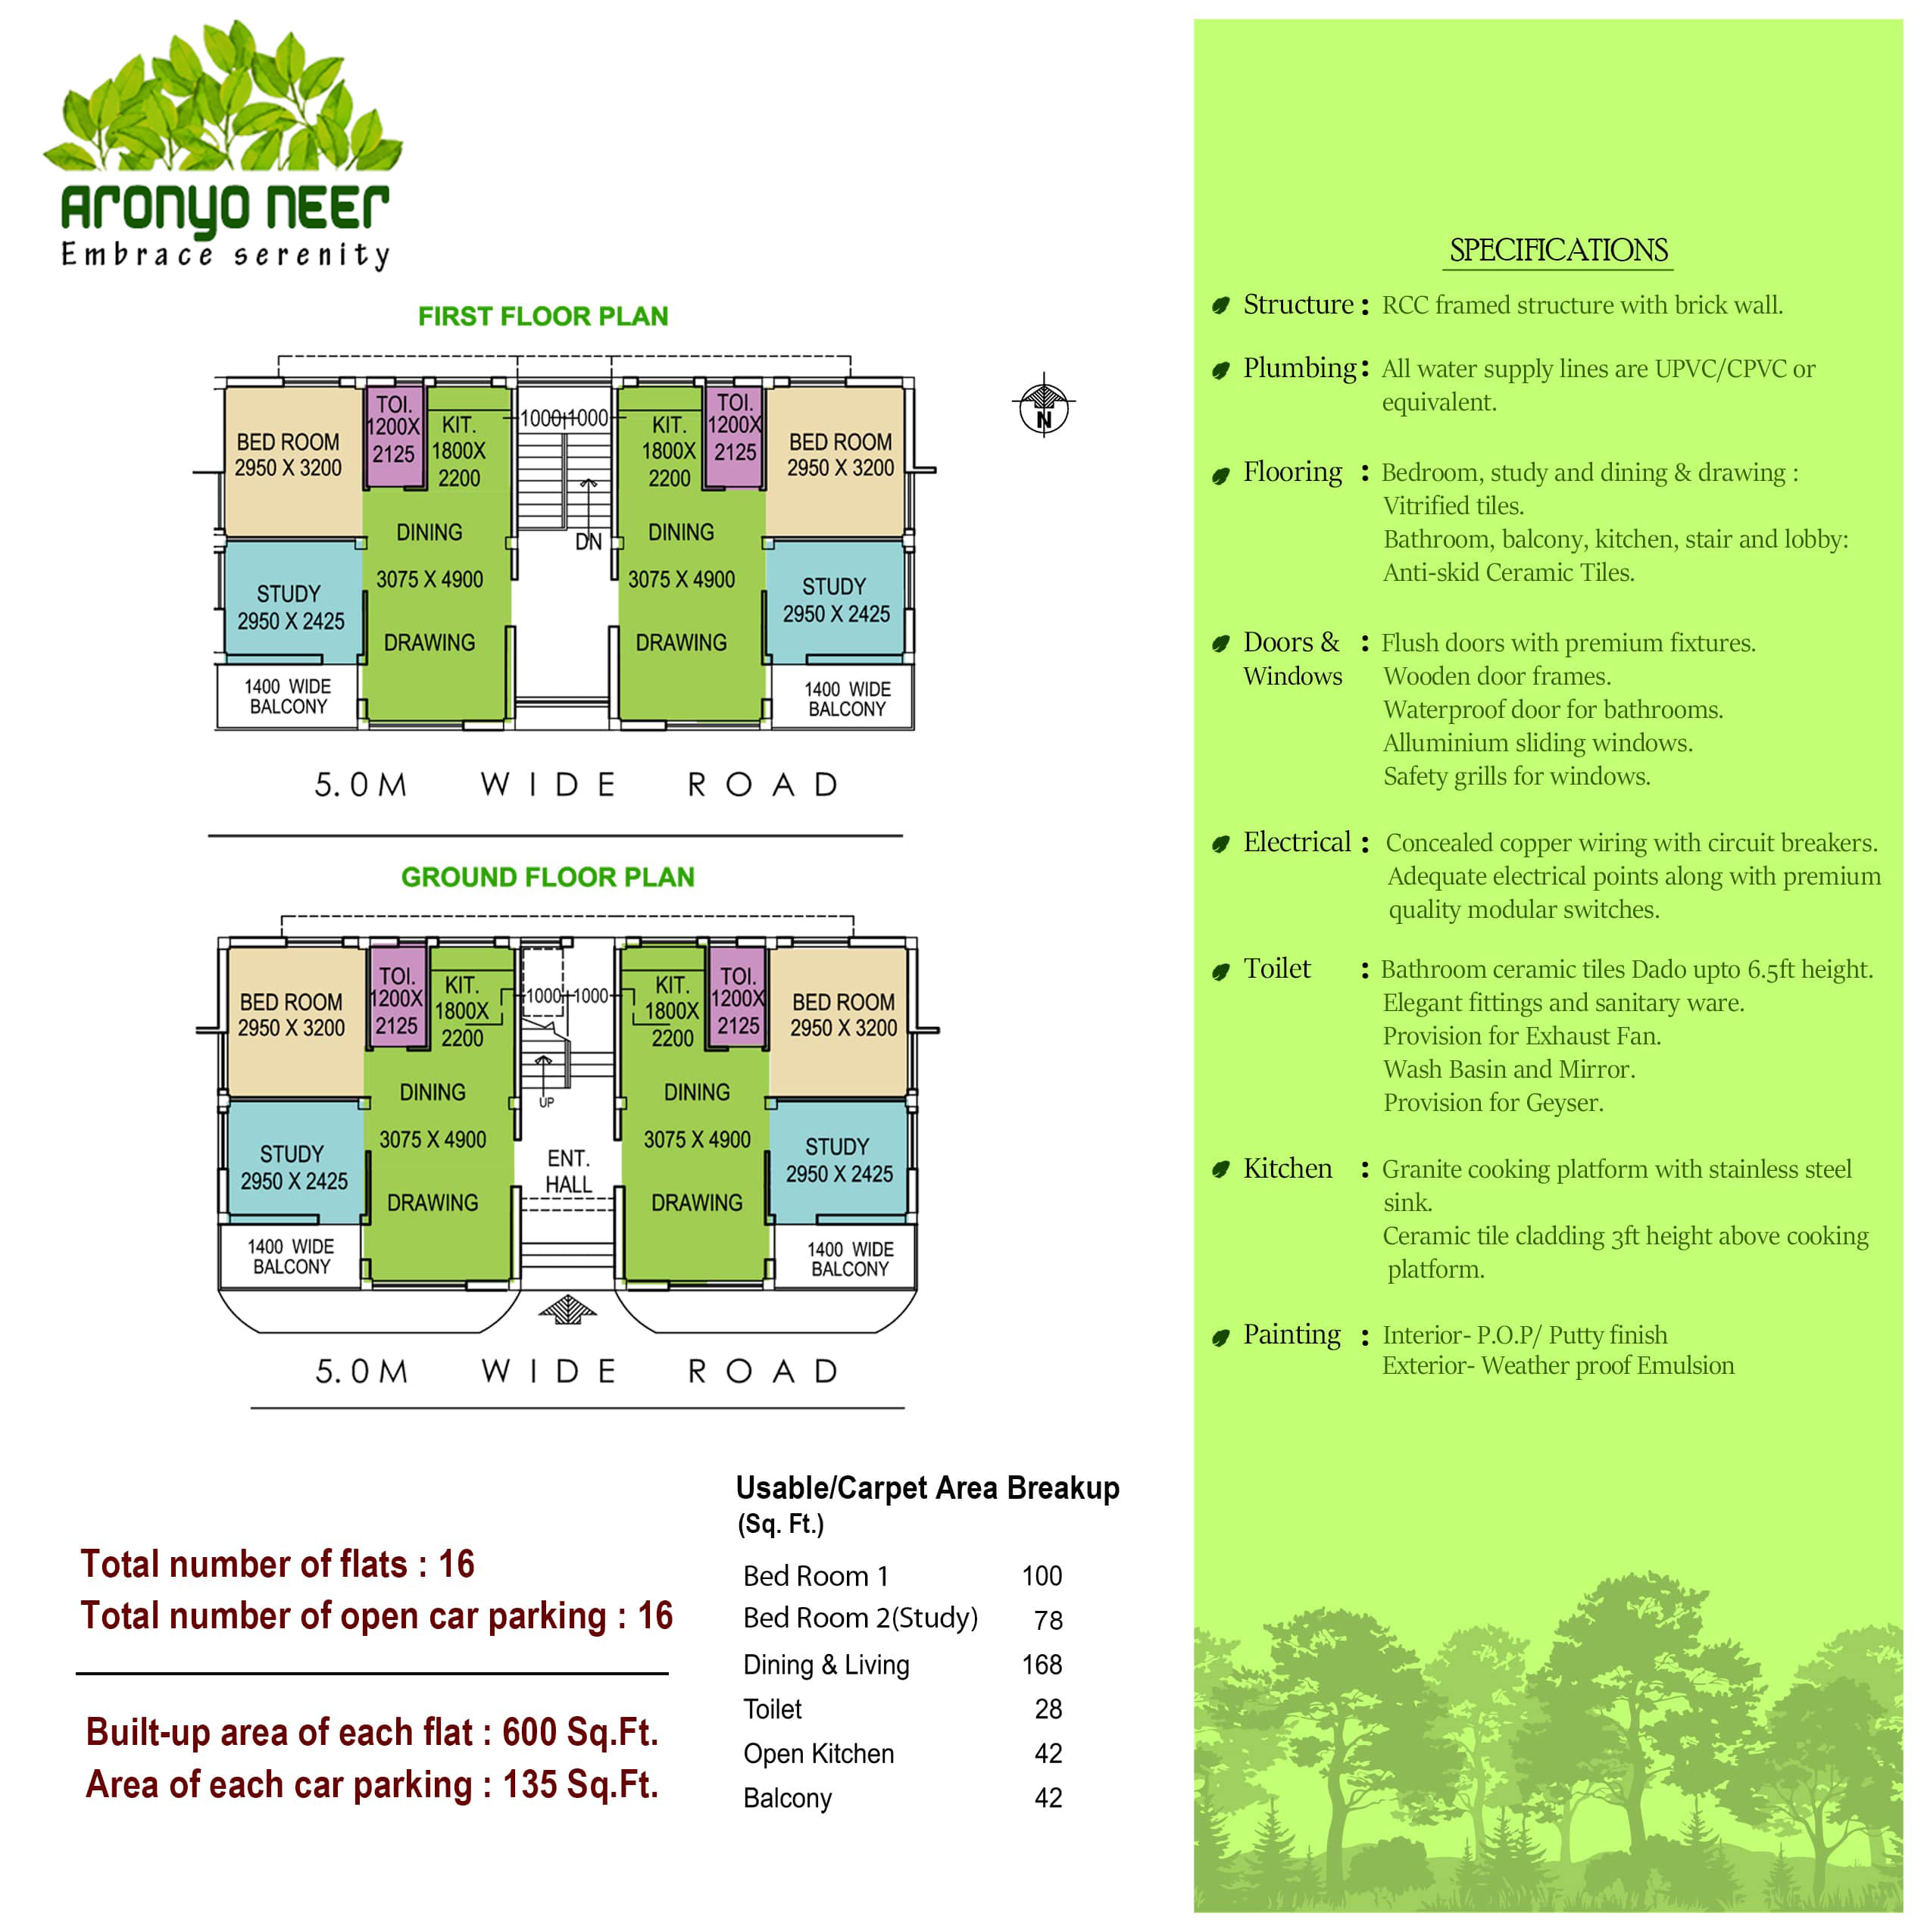 Aronyo neer
Embrace serenity
FIRST FLOOR PLAN
BED ROOM
2950 X 3200
TOI.
1200X
2125
KIT.
1800X
2200
1000 1000
KIT.
1800X
2200
TOI.
1200X
2125
BED ROOM
2950 X 3200
N
DINING
3075 X 4900
DRAWING
DN
DINING
3075 X 4900
DRAWING
STUDY
2950 X 2425
STUDY
2950 X 2425
1400 WIDE
BALCONY
1400 WIDE
BALCONY
5.0M WIDE ROAD
GROUND FLOOR PLAN
BED ROOM
2950 X 3200
TOI.
1200X
2125
KIT.
1800X
2200
1000 1000
KIT.
1800X
2200
TOI.
1200X
2125
BED ROOM
2950 X 3200
DINING
3075 X 4900
DRAWING
UP
ENT.
HALL
DINING
3075 X 4900
DRAWING
STUDY
2950 X 2425
STUDY
2950 X 2425
1400 WIDE
BALCONY
1400 WIDE
BALCONY
5.0M WIDE ROAD
Total number of flats : 16
Total number of open car parking : 16
Built-up area of each flat : 600 Sq.Ft.
Area of each car parking : 135 Sq.Ft.
Usable/Carpet Area Breakup
(Sq. Ft.)
Bed Room 1 100
Bed Room 2(Study) 78
Dining & Living 168
Toilet 28
Open Kitchen 42
Balcony 42
SPECIFICATIONS
Structure : RCC framed structure with brick wall.
Plumbing : All water supply lines are UPVC/CPVC or
equivalent.
Flooring : Bedroom, study and dining & drawing :
Vitrified tiles.
Bathroom, balcony, kitchen, stair and lobby:
Anti-skid Ceramic Tiles.
Doors & : Flush doors with premium fixtures.
Windows Wooden door frames.
Waterproof door for bathrooms.
Alluminium sliding windows.
Safety grills for windows.
Electrical : Concealed copper wiring with circuit breakers.
Adequate electrical points along with premium
quality modular switches.
Toilet : Bathroom ceramic tiles Dado upto 6.5ft height.
Elegant fittings and sanitary ware.
Provision for Exhaust Fan.
Wash Basin and Mirror.
Provision for Geyser.
Kitchen : Granite cooking platform with stainless steel
sink.
Ceramic tile cladding 3ft height above cooking
platform.
Painting : Interior- P.O.P/ Putty finish
Exterior- Weather proof Emulsion